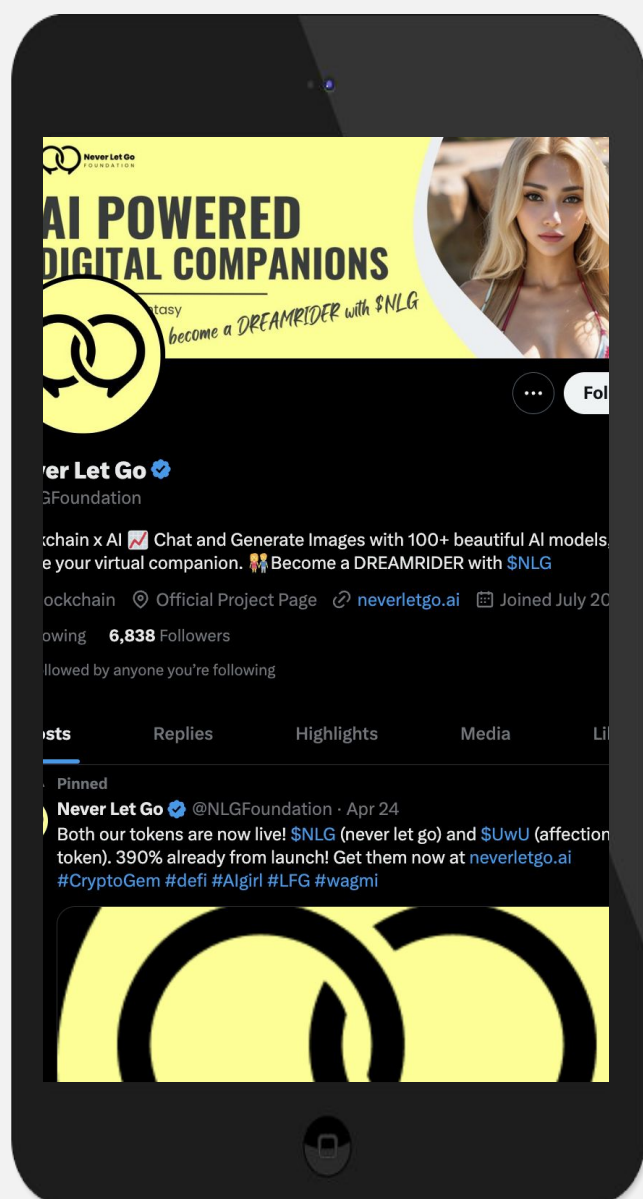 Never Let Go
FOUNDATION
AI POWERED
DIGITAL COMPANIONS
become a DREAMRIDER with $NLG
Fol
er Let Go
GFoundation
chain x AI 📈 Chat and Generate Images with 100+ beautiful AI models,
e your virtual companion. 👫Become a DREAMRIDER with $NLG
ockchain Official Project Page neverletgo.ai Joined July 20
owing 6,838 Followers
llowed by anyone you're following
sts Replies Highlights Media Li
Pinned
Never Let Go @NLGFoundation · Apr 24
Both our tokens are now live! $NLG (never let go) and $UwU (affection
token). 390% already from launch! Get them now at neverletgo.ai
#CryptoGem #defi #AIgirl #LFG #wagmi